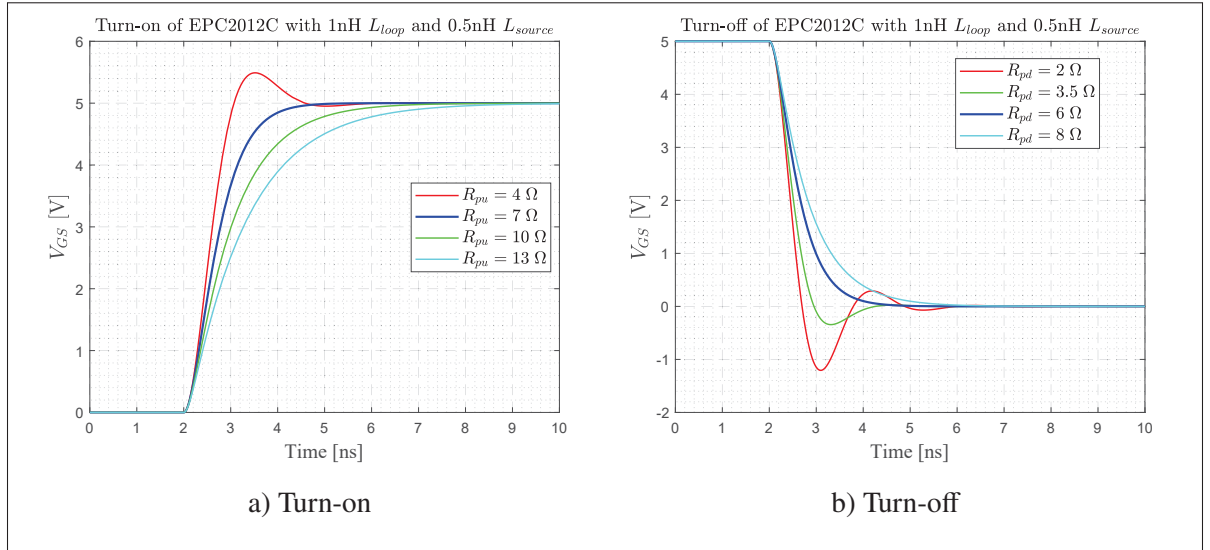 Turn-on of EPC2012C with 1nH L_loop and 0.5nH L_source
6
5
4
3
2
1
0
V_GS [V]
R_pu = 4 Ω
R_pu = 7 Ω
R_pu = 10 Ω
R_pu = 13 Ω
0 1 2 3 4 5 6 7 8 9 10
Time [ns]
a) Turn-on
Turn-off of EPC2012C with 1nH L_loop and 0.5nH L_source
5
4
3
2
1
0
-1
-2
V_GS [V]
R_pd = 2 Ω
R_pd = 3.5 Ω
R_pd = 6 Ω
R_pd = 8 Ω
0 1 2 3 4 5 6 7 8 9 10
Time [ns]
b) Turn-off